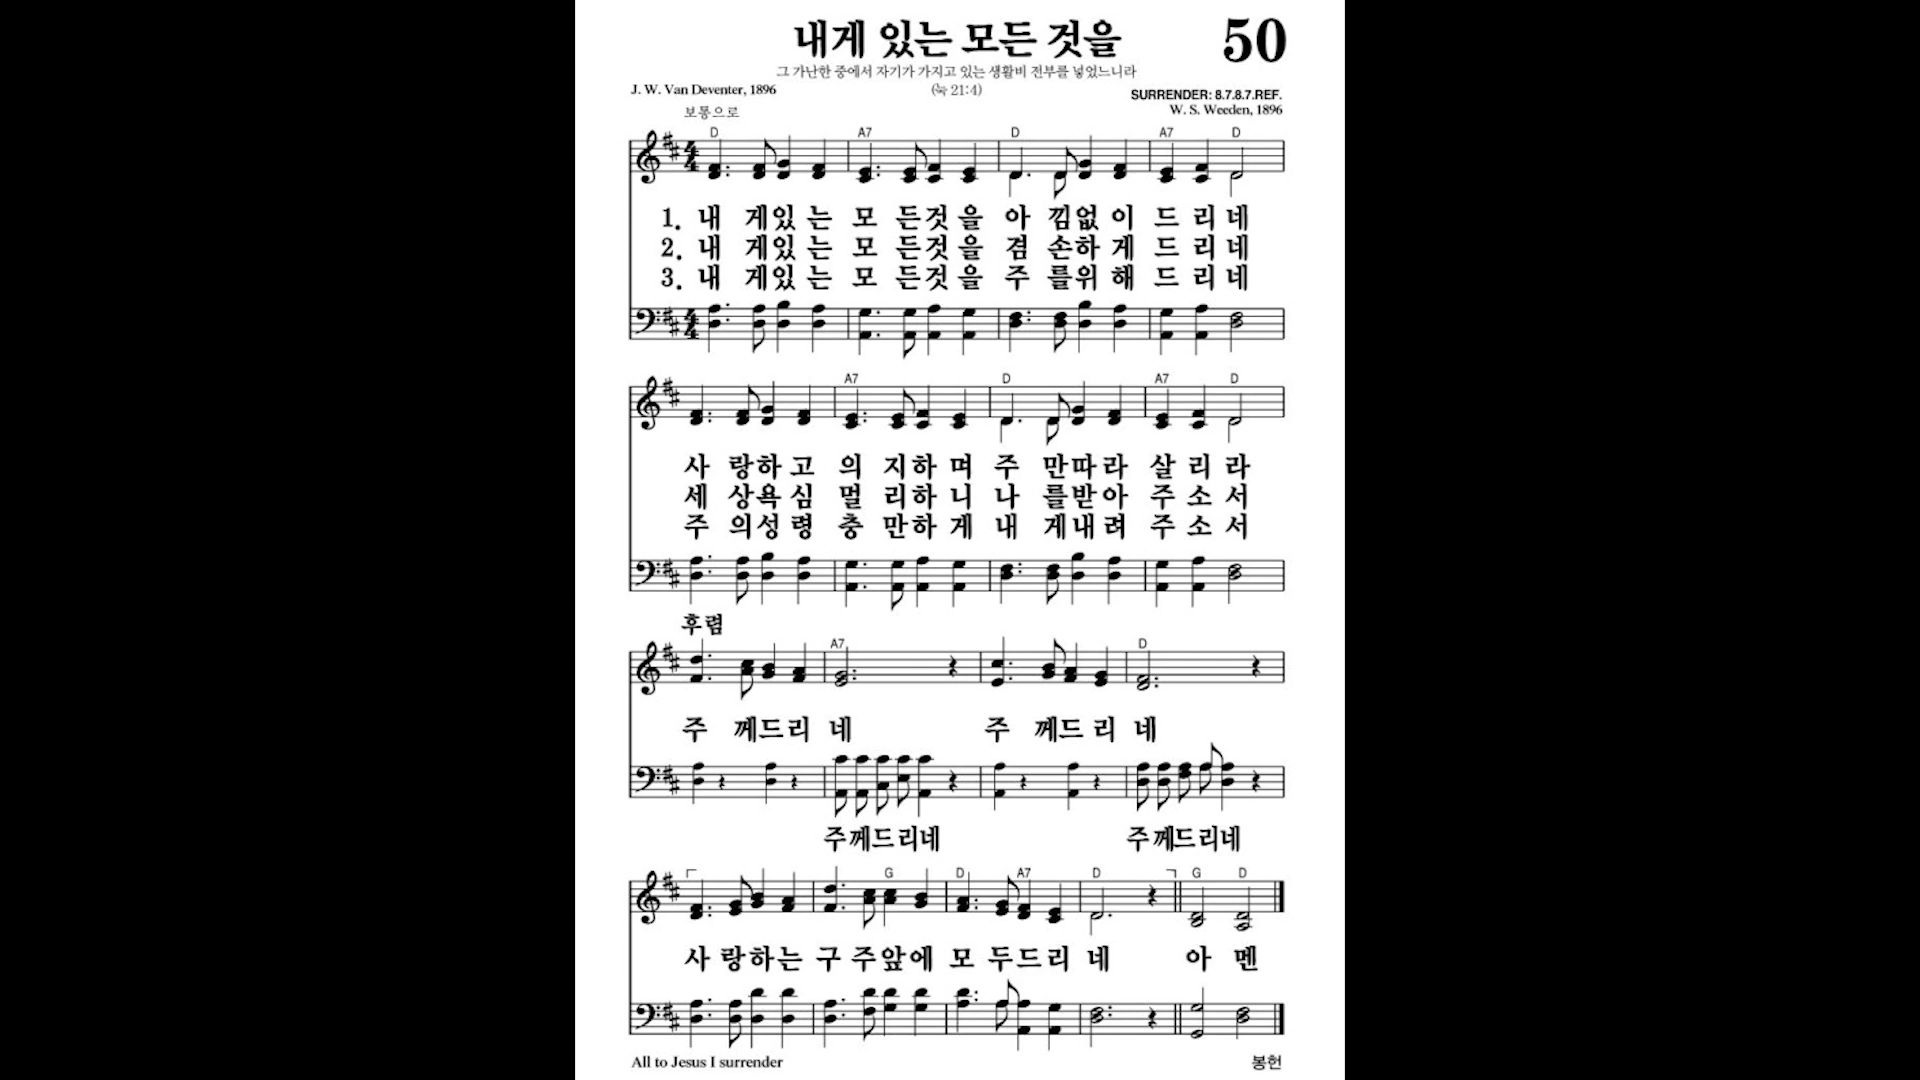 내게 있는 모든 것을 50
그 가난한 중에서 자기가 가지고 있는 생활비 전부를 넣었느니라
(눅 21:4)
J. W. Van Deventer, 1896
SURRENDER: 8.7.8.7.REF.
W. S. Weeden, 1896
보통으로
D A7 D A7 D
1. 내 게있 는 모 든것 을 아 낌없 이 드 리 네
2. 내 게있 는 모 든것 을 겸 손하 게 드 리 네
3. 내 게있 는 모 든것 을 주 를위 해 드 리 네
A7 D A7 D
사 랑하 고 의 지하 며 주 만따 라 살 리 라
세 상욕 심 멀 리하 니 나 를받 아 주 소 서
주 의성 령 충 만하 게 내 게내 려 주 소 서
후렴
A7 D
주 께드 리 네 주 께드 리 네
주께드리네 주께드리네
G D A7 D G D
사 랑하는 구 주앞에 모 두드리 네 아 멘
All to Jesus I surrender
봉헌